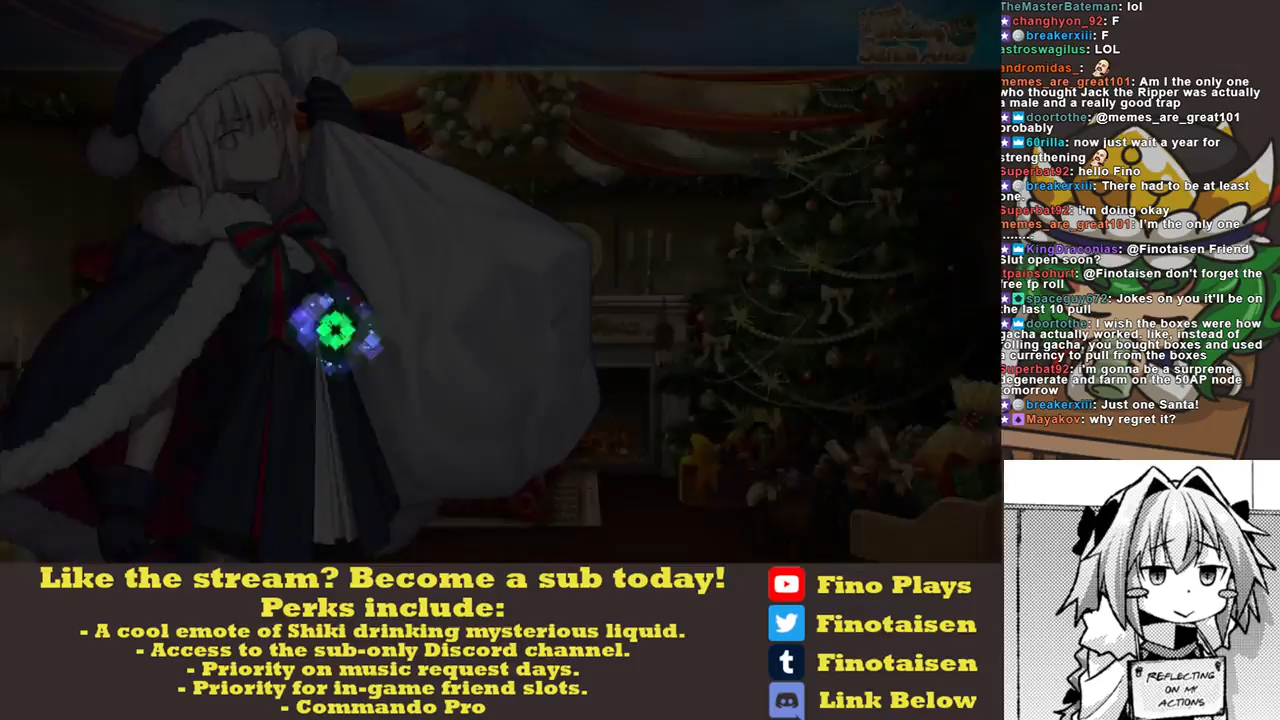 TheMasterBateman: lol
changhyon_92: F
breakerxiii: F
astroswagilus: LOL
andromidas_:
memes_are_great101: Am I the only one
who thought Jack the Ripper was actually
a male and a really good trap
doortothe: @memes_are_great101
probably
60rilla: now just wait a year for
strengthening
Superbat92: hello Fino
breakerxiii: There had to be at least
one.
Superbat92: i'm doing okay
memes_are_great101: I'm the only one
........
KingDraconias: @Finotaisen Friend
Slut open soon?
tpainsohurt: @Finotaisen don't forget the
free fp roll
spaceguy672: Jokes on you it'll be on
the last 10 pull
doortothe: I wish the boxes were how
gacha actually worked. like, instead of
rolling gacha, you bought boxes and used
a currency to pull from the boxes
Superbat92: i'm gonna be a surpreme
degenerate and farm on the 50AP node
tomorrow
breakerxiii: Just one Santa!
Mayakov: why regret it?
Like the stream? Become a sub today!
Perks include:
- A cool emote of Shiki drinking mysterious liquid.
- Access to the sub-only Discord channel.
- Priority on music request days.
- Priority for in-game friend slots.
- Commando Pro
Fino Plays
Finotaisen
t Finotaisen
Link Below
REFLECTING
ON MY
ACTIONS